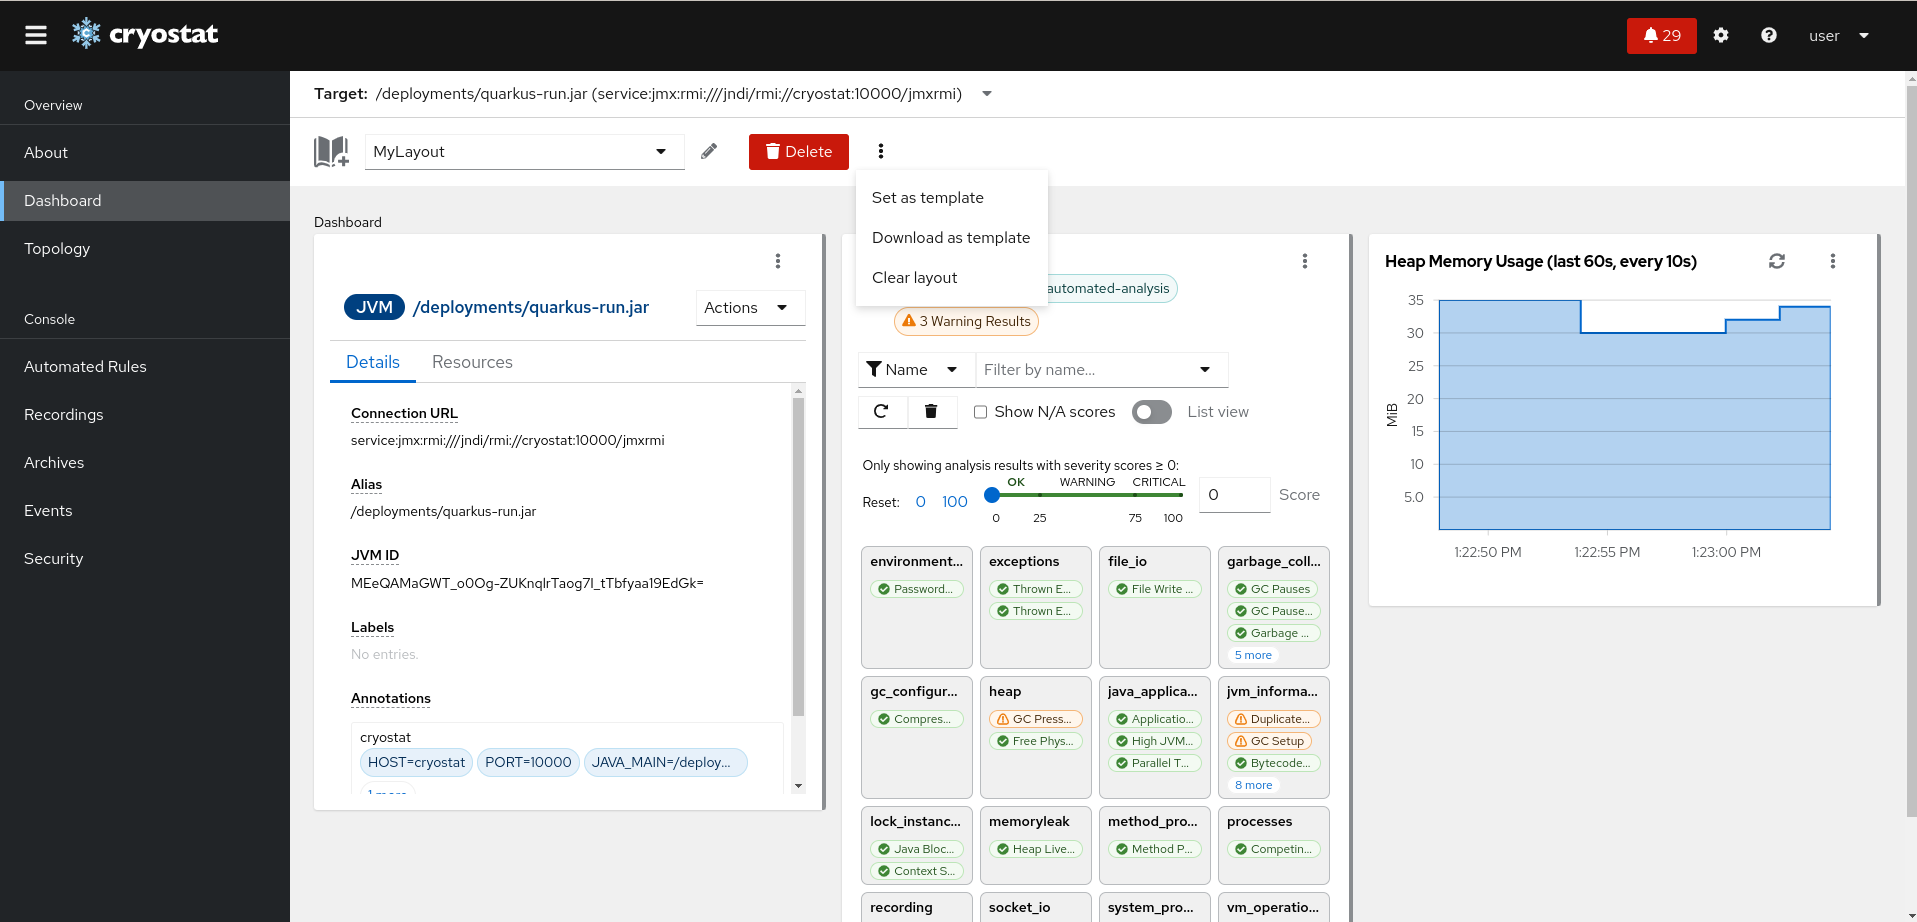 cryostat
29
user
Overview
About
Dashboard
Topology
Console
Automated Rules
Recordings
Archives
Events
Security
Target: /deployments/quarkus-run.jar (service:jmx:rmi:///jndi/rmi://cryostat:10000/jmxrmi)
MyLayout
Delete
Set as template
Download as template
Clear layout
Dashboard
JVM /deployments/quarkus-run.jar
Actions
Details Resources
Connection URL
service:jmx:rmi:///jndi/rmi://cryostat:10000/jmxrmi
Alias
/deployments/quarkus-run.jar
JVM ID
MEeQAMaGWT_o0Og-ZUKnqlrTaog7I_tTbfyaa19EdGk=
Labels
No entries.
Annotations
cryostat
HOST=cryostat PORT=10000 JAVA_MAIN=/deploy...
1 more
automated-analysis
3 Warning Results
Name Filter by name...
Show N/A scores List view
Only showing analysis results with severity scores ≥ 0:
OK WARNING CRITICAL
Reset: 0 100
0 Score
0 25 75 100
environment...
Password...
exceptions
Thrown E...
Thrown E...
file_io
File Write ...
garbage_coll...
GC Pauses
GC Pause...
Garbage ...
5 more
gc_configur...
Compres...
heap
GC Press...
Free Phys...
java_applica...
Applicatio...
High JVM...
Parallel T...
jvm_informa...
Duplicate...
GC Setup
Bytecode...
8 more
lock_instanc...
Java Bloc...
Context S...
memoryleak
Heap Live...
method_pro...
Method P...
processes
Competin...
recording
socket_io
system_pro...
vm_operatio...
Heap Memory Usage (last 60s, every 10s)
MiB
35
30
25
20
15
10
5.0
1:22:50 PM 1:22:55 PM 1:23:00 PM